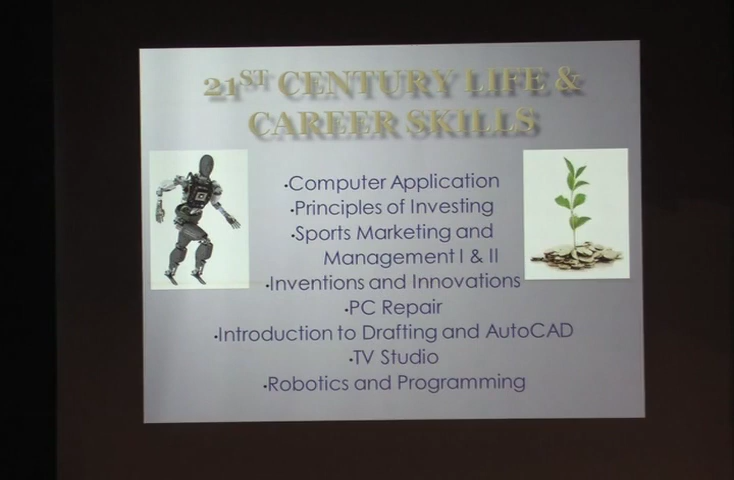 21ST CENTURY LIFE &
CAREER SKILLS
•Computer Application
•Principles of Investing
•Sports Marketing and
Management I & II
•Inventions and Innovations
•PC Repair
•Introduction to Drafting and AutoCAD
•TV Studio
•Robotics and Programming